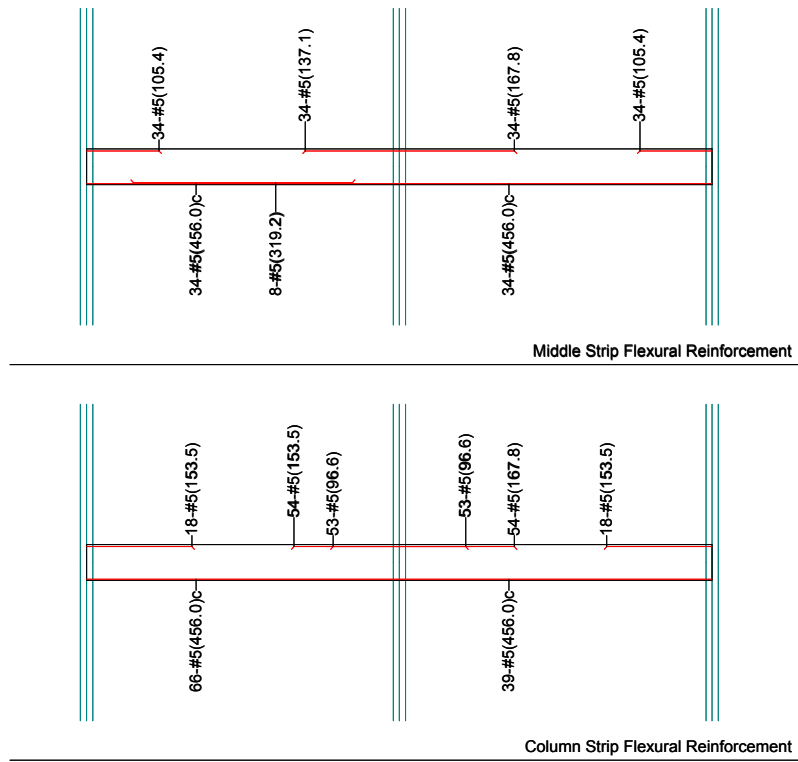 34-#5(105.4)
34-#5(137.1)
34-#5(167.8)
34-#5(105.4)
34-#5(456.0)c
8-#5(319.2)
34-#5(456.0)c
Middle Strip Flexural Reinforcement
18-#5(153.5)
54-#5(153.5)
53-#5(96.6)
53-#5(96.6)
54-#5(167.8)
18-#5(153.5)
66-#5(456.0)c
39-#5(456.0)c
Column Strip Flexural Reinforcement